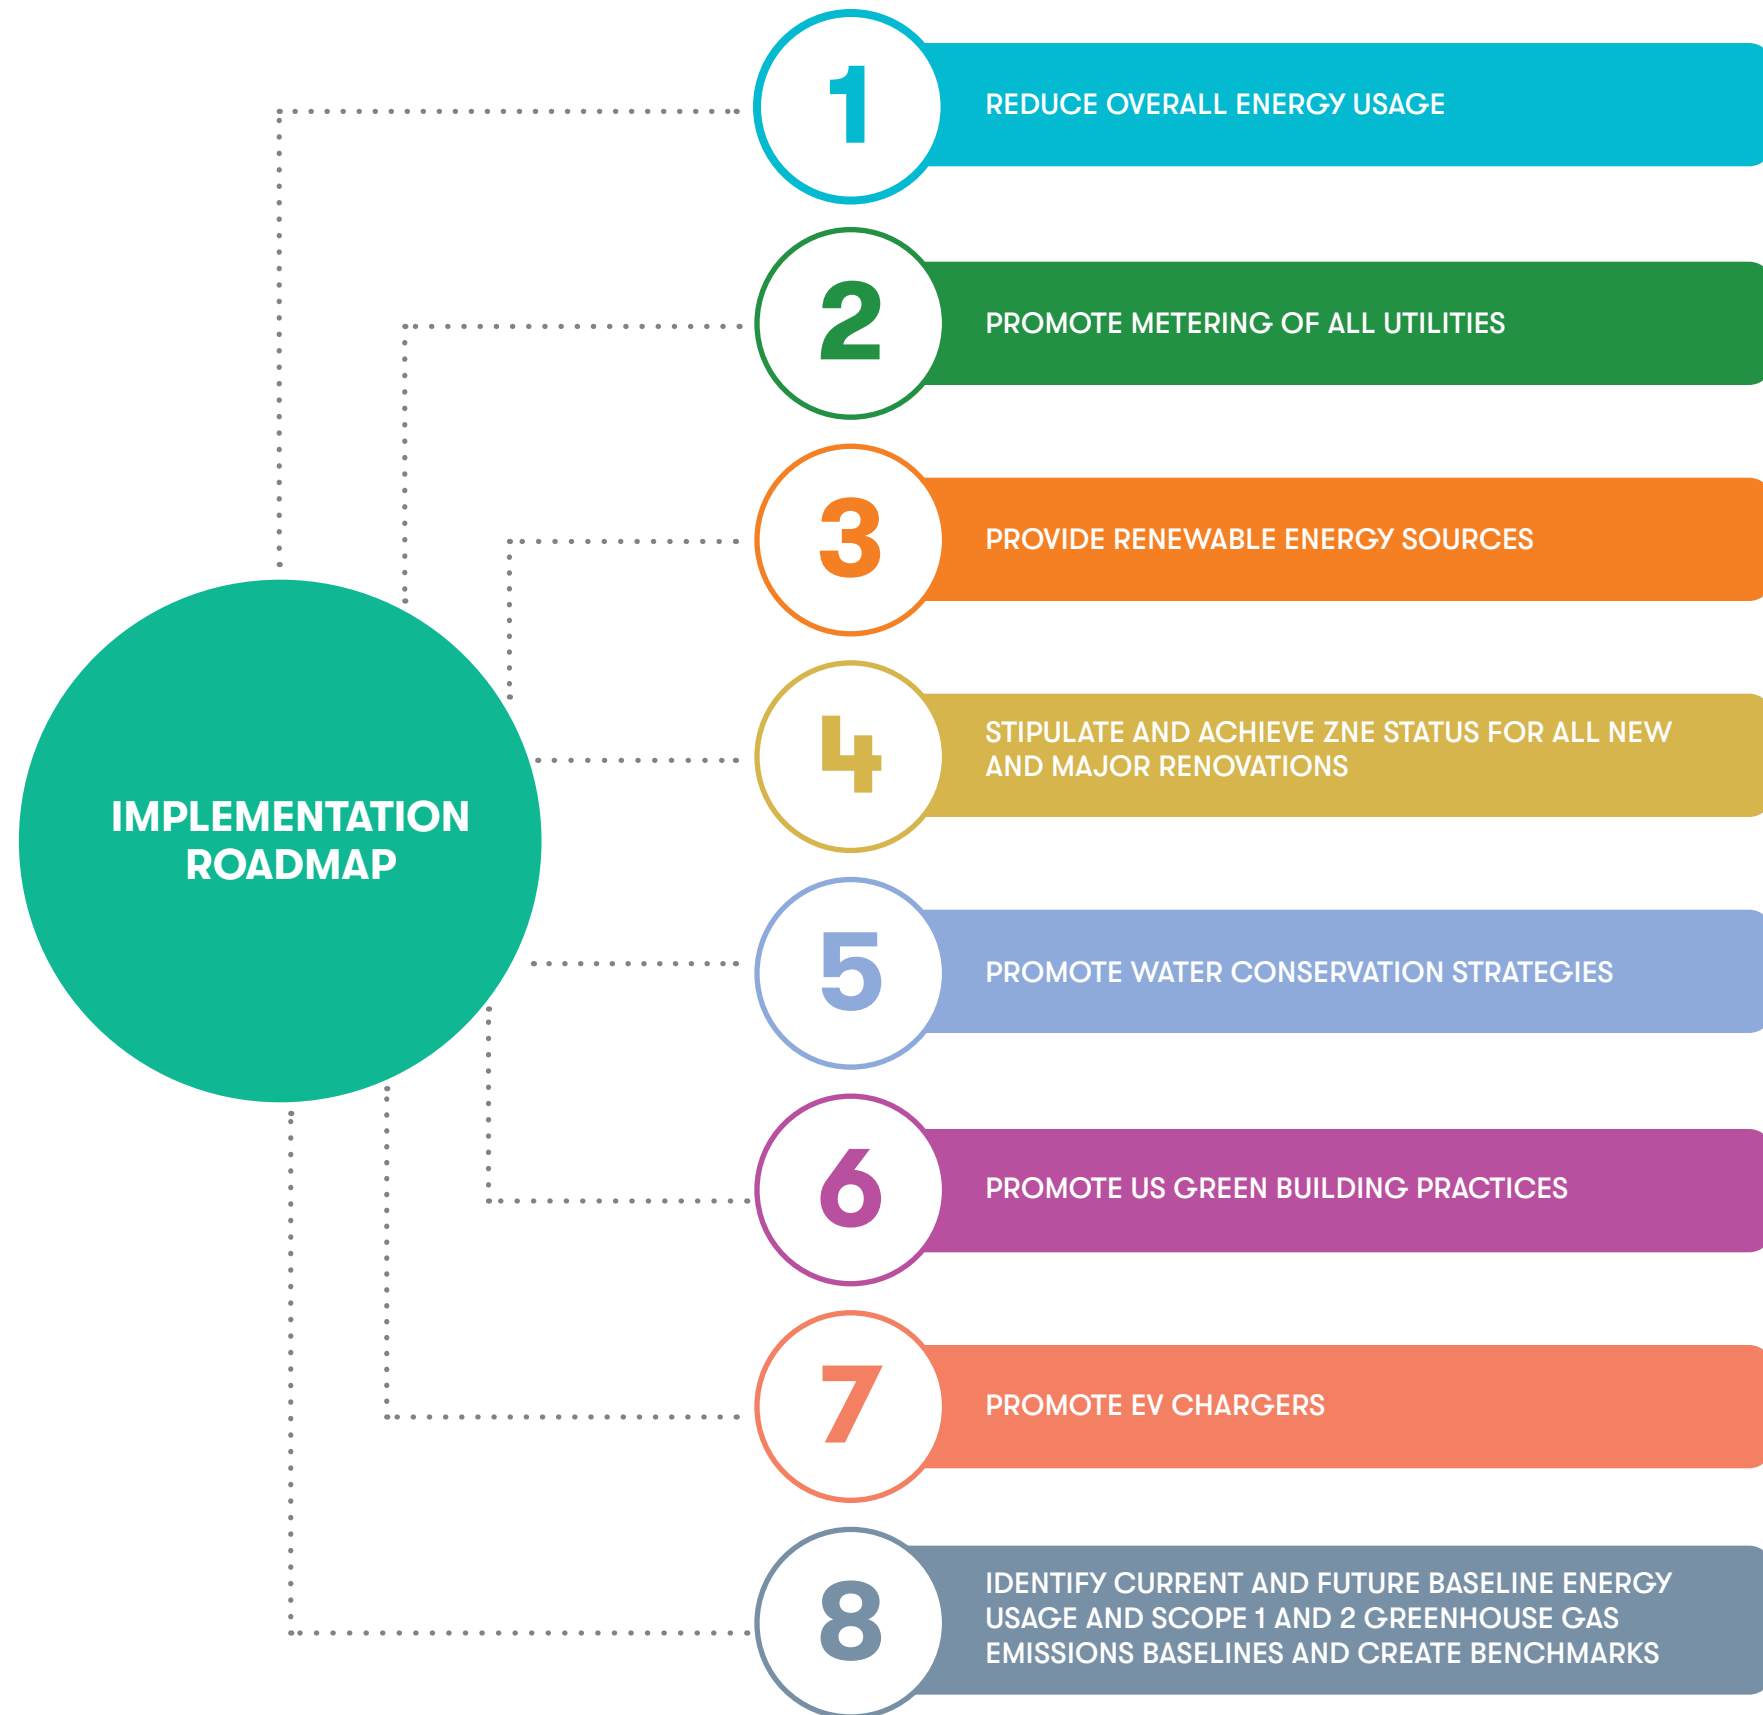 IMPLEMENTATION
ROADMAP
1
REDUCE OVERALL ENERGY USAGE
2
PROMOTE METERING OF ALL UTILITIES
3
PROVIDE RENEWABLE ENERGY SOURCES
4
STIPULATE AND ACHIEVE ZNE STATUS FOR ALL NEW
AND MAJOR RENOVATIONS
5
PROMOTE WATER CONSERVATION STRATEGIES
6
PROMOTE US GREEN BUILDING PRACTICES
7
PROMOTE EV CHARGERS
8
IDENTIFY CURRENT AND FUTURE BASELINE ENERGY
USAGE AND SCOPE 1 AND 2 GREENHOUSE GAS
EMISSIONS BASELINES AND CREATE BENCHMARKS